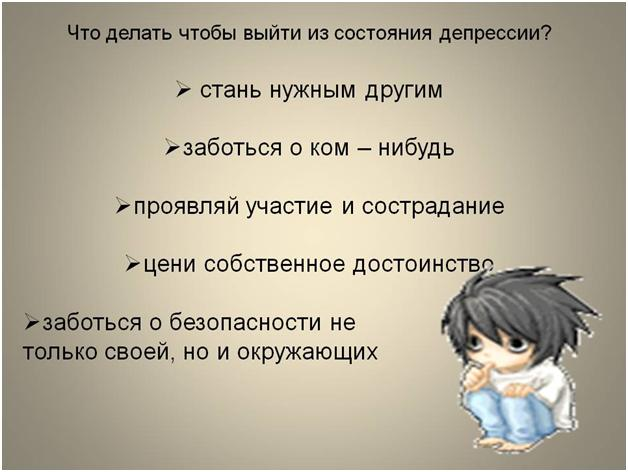 Что делать чтобы выйти из состояния депрессии?
➢ стань нужным другим
➢заботься о ком – нибудь
➢проявляй участие и сострадание
➢цени собственное достоинство
➢заботься о безопасности не
только своей, но и окружающих